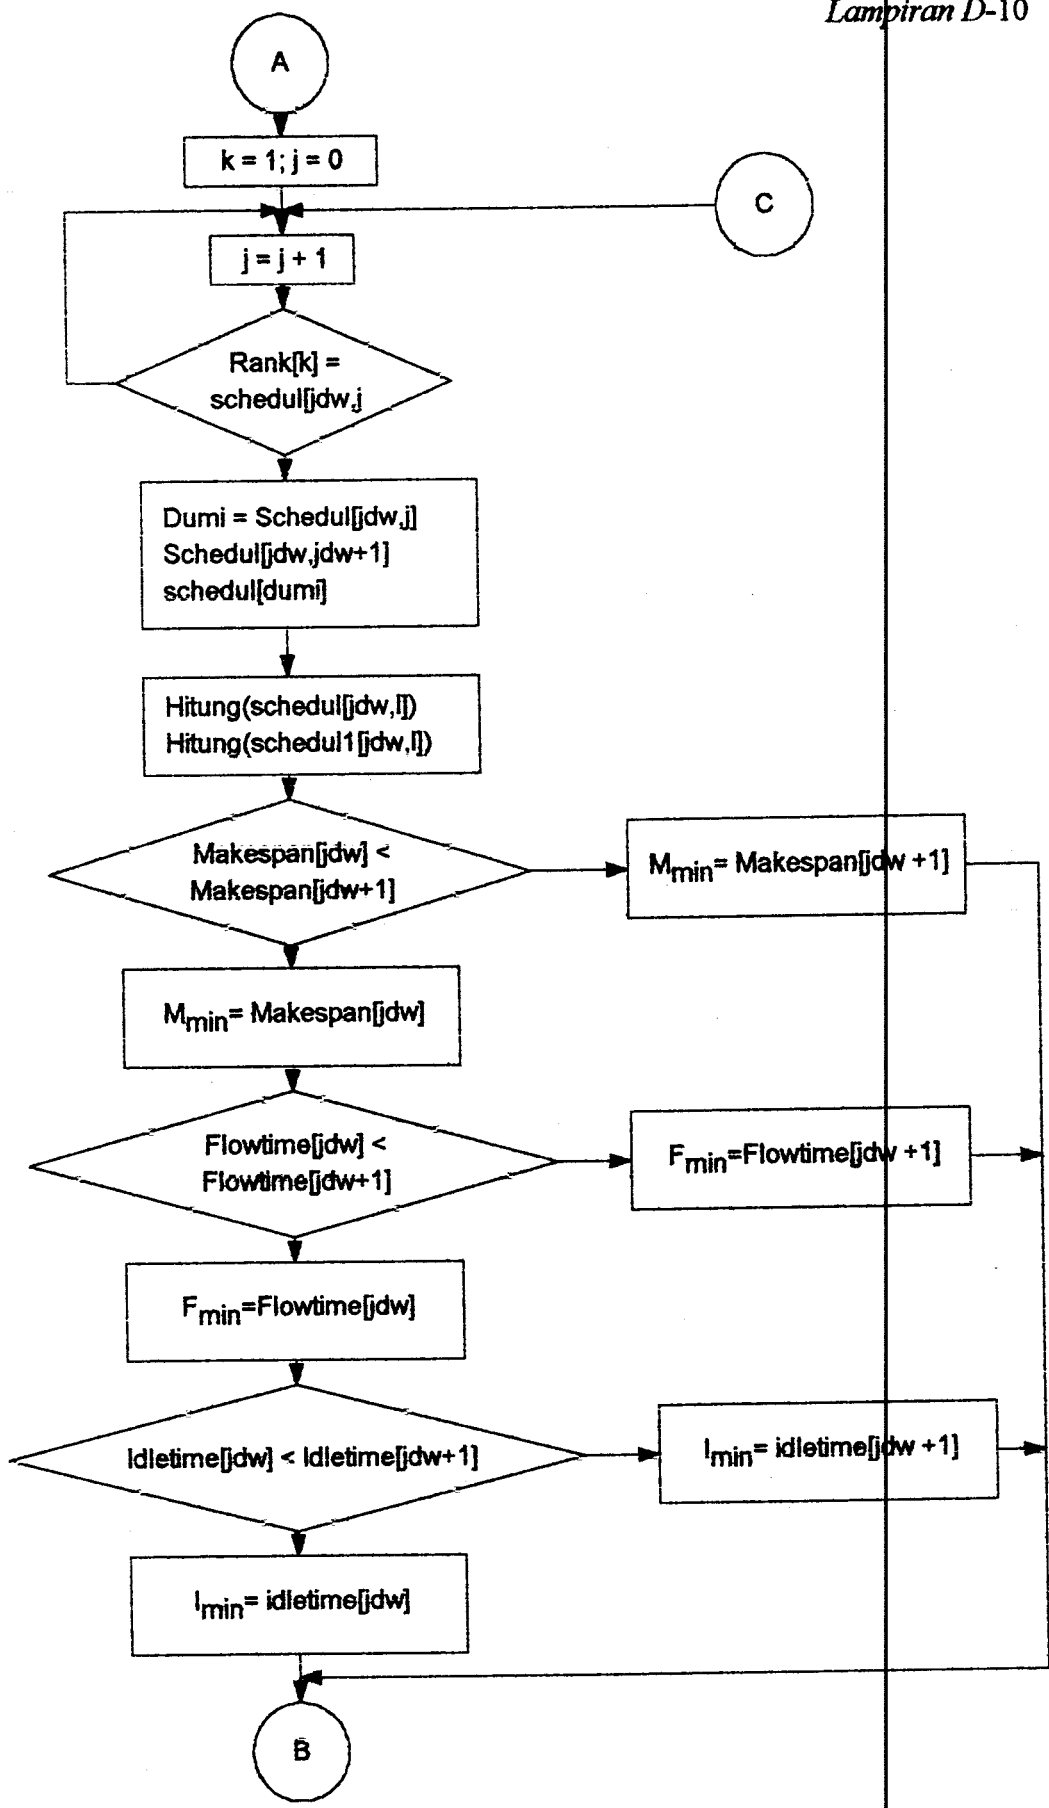 Lampiran D-10
A
k = 1; j = 0
C
j = j + 1
Rank[k] =
schedul[jdw,j
Dumi = Schedul[jdw,j]
Schedul[jdw,jdw+1]
schedul[dumi]
Hitung(schedul[jdw,l])
Hitung(schedul1[jdw,l])
Makespan[jdw] <
Makespan[jdw+1]
Mmin= Makespan[jdw +1]
Mmin= Makespan[jdw]
Flowtime[jdw] <
Flowtime[jdw+1]
Fmin=Flowtime[jdw +1]
Fmin=Flowtime[jdw]
Idletime[jdw] < Idletime[jdw+1]
Imin= idletime[jdw +1]
Imin= idletime[jdw]
B